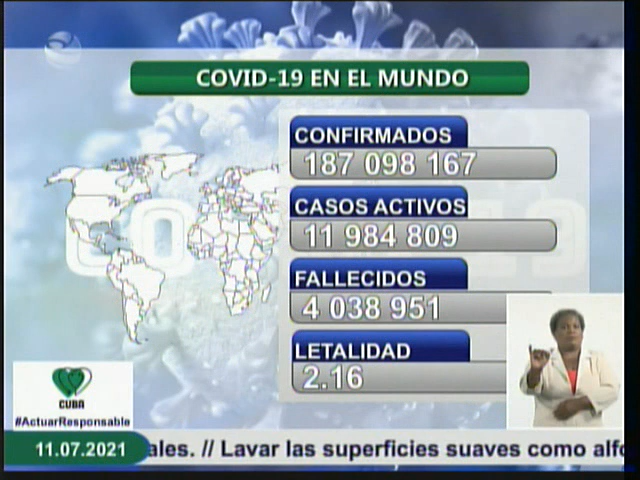 COVID-19 EN EL MUNDO
CONFIRMADOS
187 098 167
CASOS ACTIVOS
11 984 809
FALLECIDOS
4 038 951
LETALIDAD
2.16
CUBA
#ActuarResponsable
11.07.2021
ales. // Lavar las superficies suaves como alfo